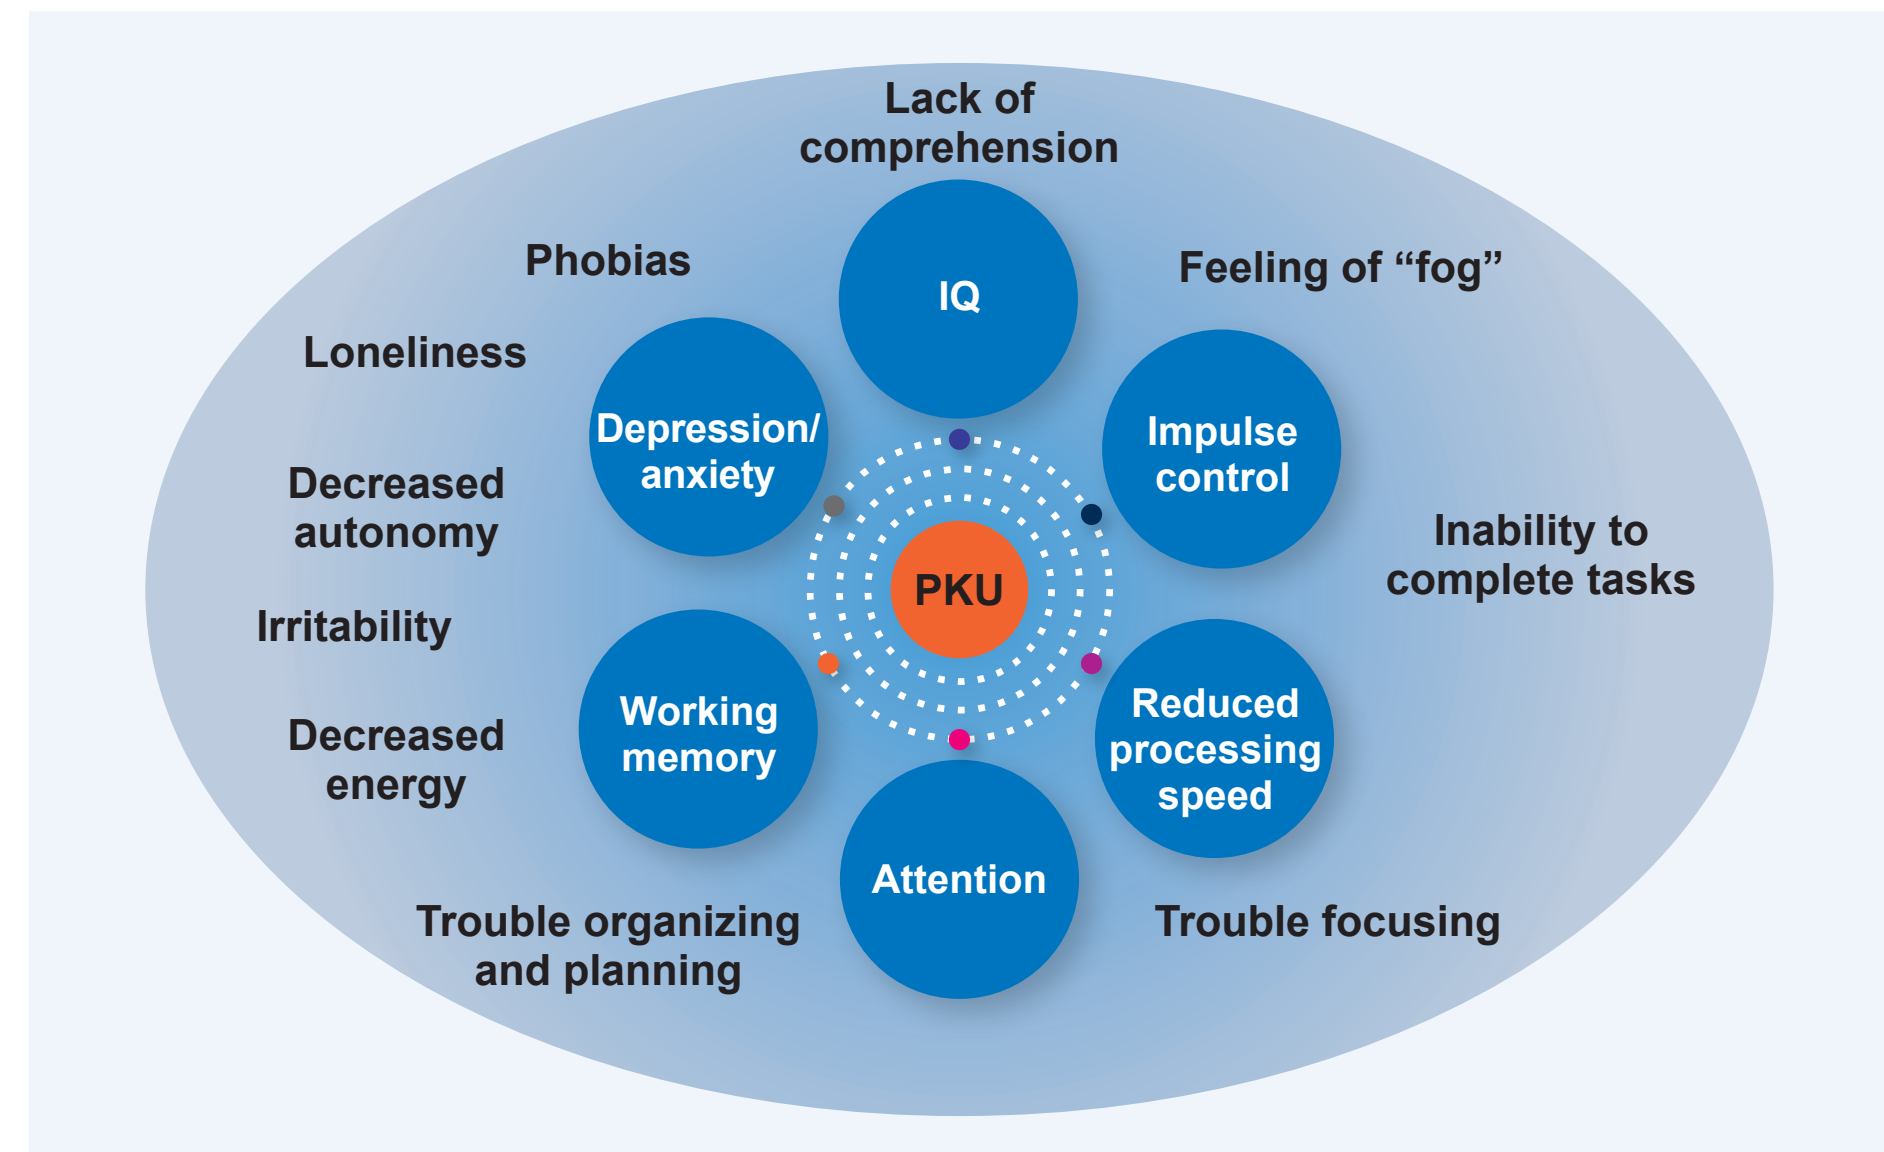 Lack of
comprehension
Phobias
Feeling of “fog”
IQ
Loneliness
Depression/
anxiety
Impulse
control
Decreased
autonomy
Inability to
complete tasks
PKU
Irritability
Working
memory
Reduced
processing
speed
Decreased
energy
Attention
Trouble organizing
and planning
Trouble focusing